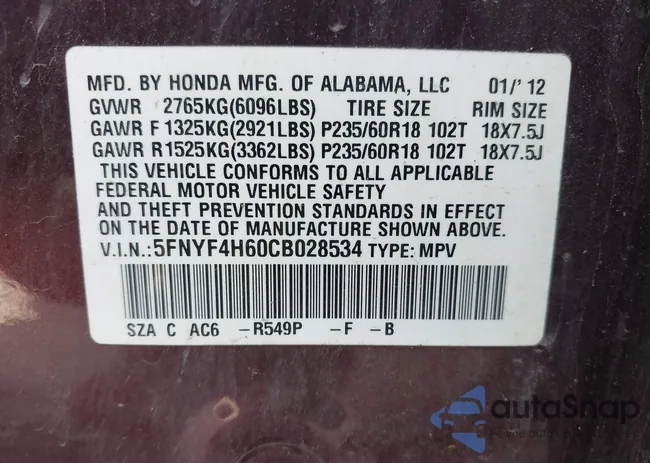 MFD. BY HONDA MFG. OF ALABAMA, LLC 01/' 12
GVWR 2765KG(6096LBS) TIRE SIZE RIM SIZE
GAWR F 1325KG(2921LBS) P235/60R18 102T 18X7.5J
GAWR R 1525KG(3362LBS) P235/60R18 102T 18X7.5J
THIS VEHICLE CONFORMS TO ALL APPLICABLE
FEDERAL MOTOR VEHICLE SAFETY
AND THEFT PREVENTION STANDARDS IN EFFECT
ON THE DATE OF MANUFACTURE SHOWN ABOVE.
V.I.N.: 5FNYF4H60CB028534 TYPE: MPV
SZA C AC6 -R549P -F -B
autoSnap